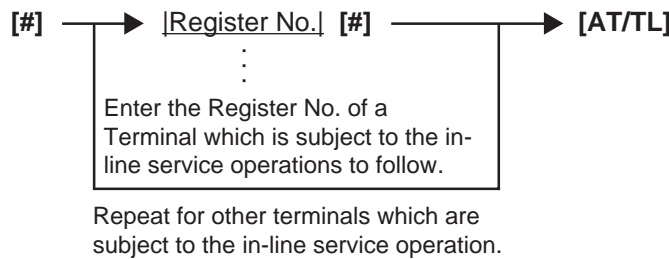 [#] |Register No.| [#] [AT/TL]
:
Enter the Register No. of a
Terminal which is subject to the in-
line service operations to follow.
Repeat for other terminals which are
subject to the in-line service operation.